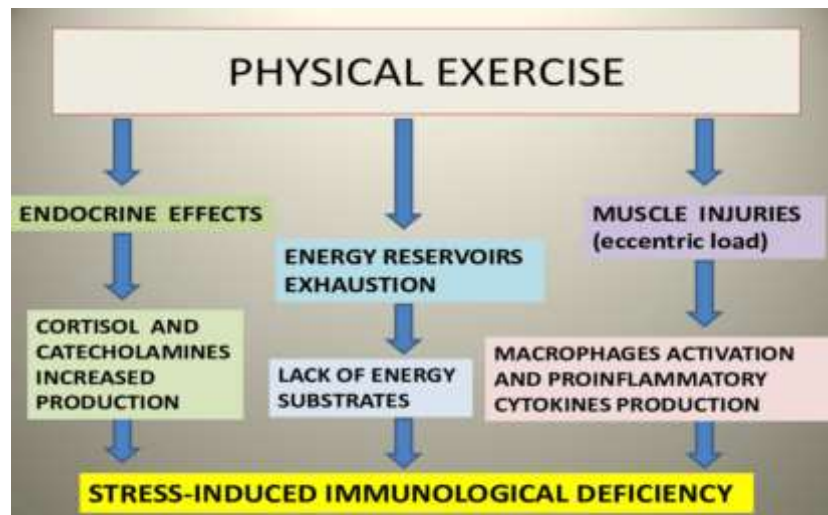 PHYSICAL EXERCISE
ENDOCRINE EFFECTS
CORTISOL AND
CATECHOLAMINES
INCREASED
PRODUCTION
ENERGY RESERVOIRS
EXHAUSTION
LACK OF ENERGY
SUBSTRATES
MUSCLE INJURIES
(eccentric load)
MACROPHAGES ACTIVATION
AND PROINFLAMMATORY
CYTOKINES PRODUCTION
STRESS-INDUCED IMMUNOLOGICAL DEFICIENCY